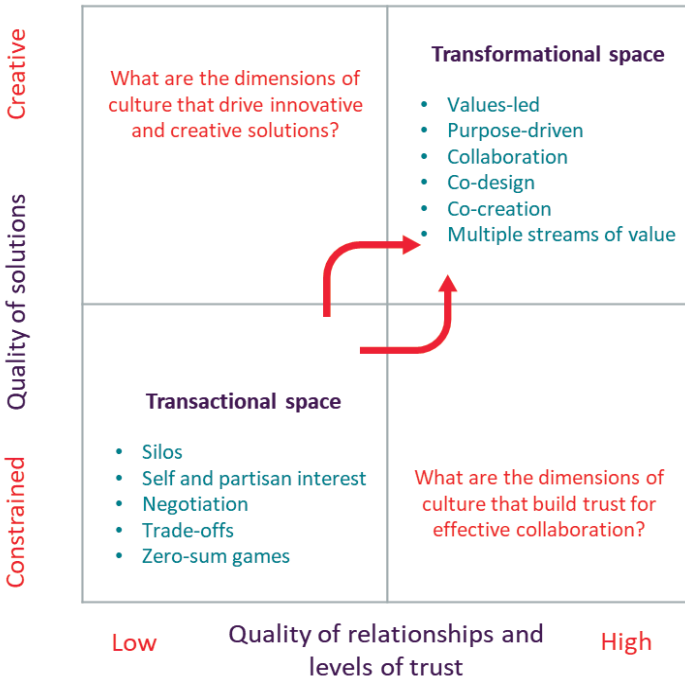 Creative
Quality of solutions
Constrained
What are the dimensions of
culture that drive innovative
and creative solutions?
Transformational space
• Values-led
• Purpose-driven
• Collaboration
• Co-design
• Co-creation
• Multiple streams of value
Transactional space
• Silos
• Self and partisan interest
• Negotiation
• Trade-offs
• Zero-sum games
What are the dimensions of
culture that build trust for
effective collaboration?
Low
Quality of relationships and
levels of trust
High